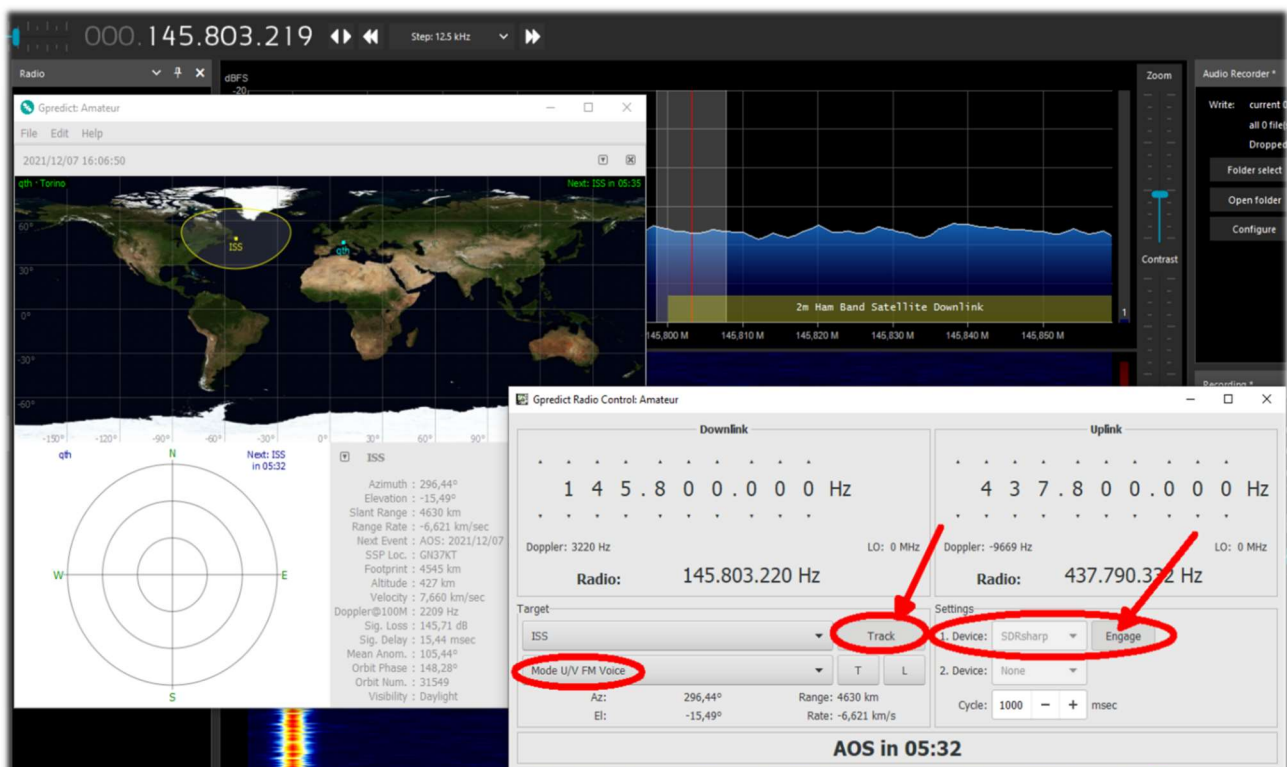 000.145.803.219
Step: 12.5 kHz
Radio
dBFS
-20
Zoom
Audio Recorder *
Gpredict: Amateur
File Edit Help
2021/12/07 16:06:50
qth - Torino
Next: ISS in 05:35
ISS
qth
60°
30°
0°
-30°
-60°
-150° -120° -90° -60° -30° 0° 30° 60° 90°
2m Ham Band Satellite Downlink
1
145,800 M 145,810 M 145,820 M 145,830 M 145,840 M 145,850 M
Contrast
Write: current
all 0 file(
Dropped
Folder select
Open folder
Configure
Recording *
qth
Next: ISS
in 05:32
N
W
E
S
ISS
Azimuth : 296,44°
Elevation : -15,49°
Slant Range : 4630 km
Range Rate : -6,621 km/sec
Next Event : AOS: 2021/12/07
SSP Loc. : GN37KT
Footprint : 4545 km
Altitude : 427 km
Velocity : 7,660 km/sec
Doppler@100M : 2209 Hz
Sig. Loss : 145,71 dB
Sig. Delay : 15,44 msec
Mean Anom. : 105,44°
Orbit Phase : 148,28°
Orbit Num. : 31549
Visibility : Daylight
Gpredict Radio Control: Amateur
Downlink
145.800.000 Hz
Doppler: 3220 Hz
LO: 0 MHz
Radio: 145.803.220 Hz
Uplink
437.800.000 Hz
Doppler: -9669 Hz
LO: 0 MHz
Radio: 437.790.332 Hz
Target
ISS
Track
Mode U/V FM Voice
T
L
Az: 296,44°
Range: 4630 km
El: -15,49°
Rate: -6,621 km/s
Settings
1. Device: SDRsharp
Engage
2. Device: None
Cycle: 1000 − + msec
AOS in 05:32